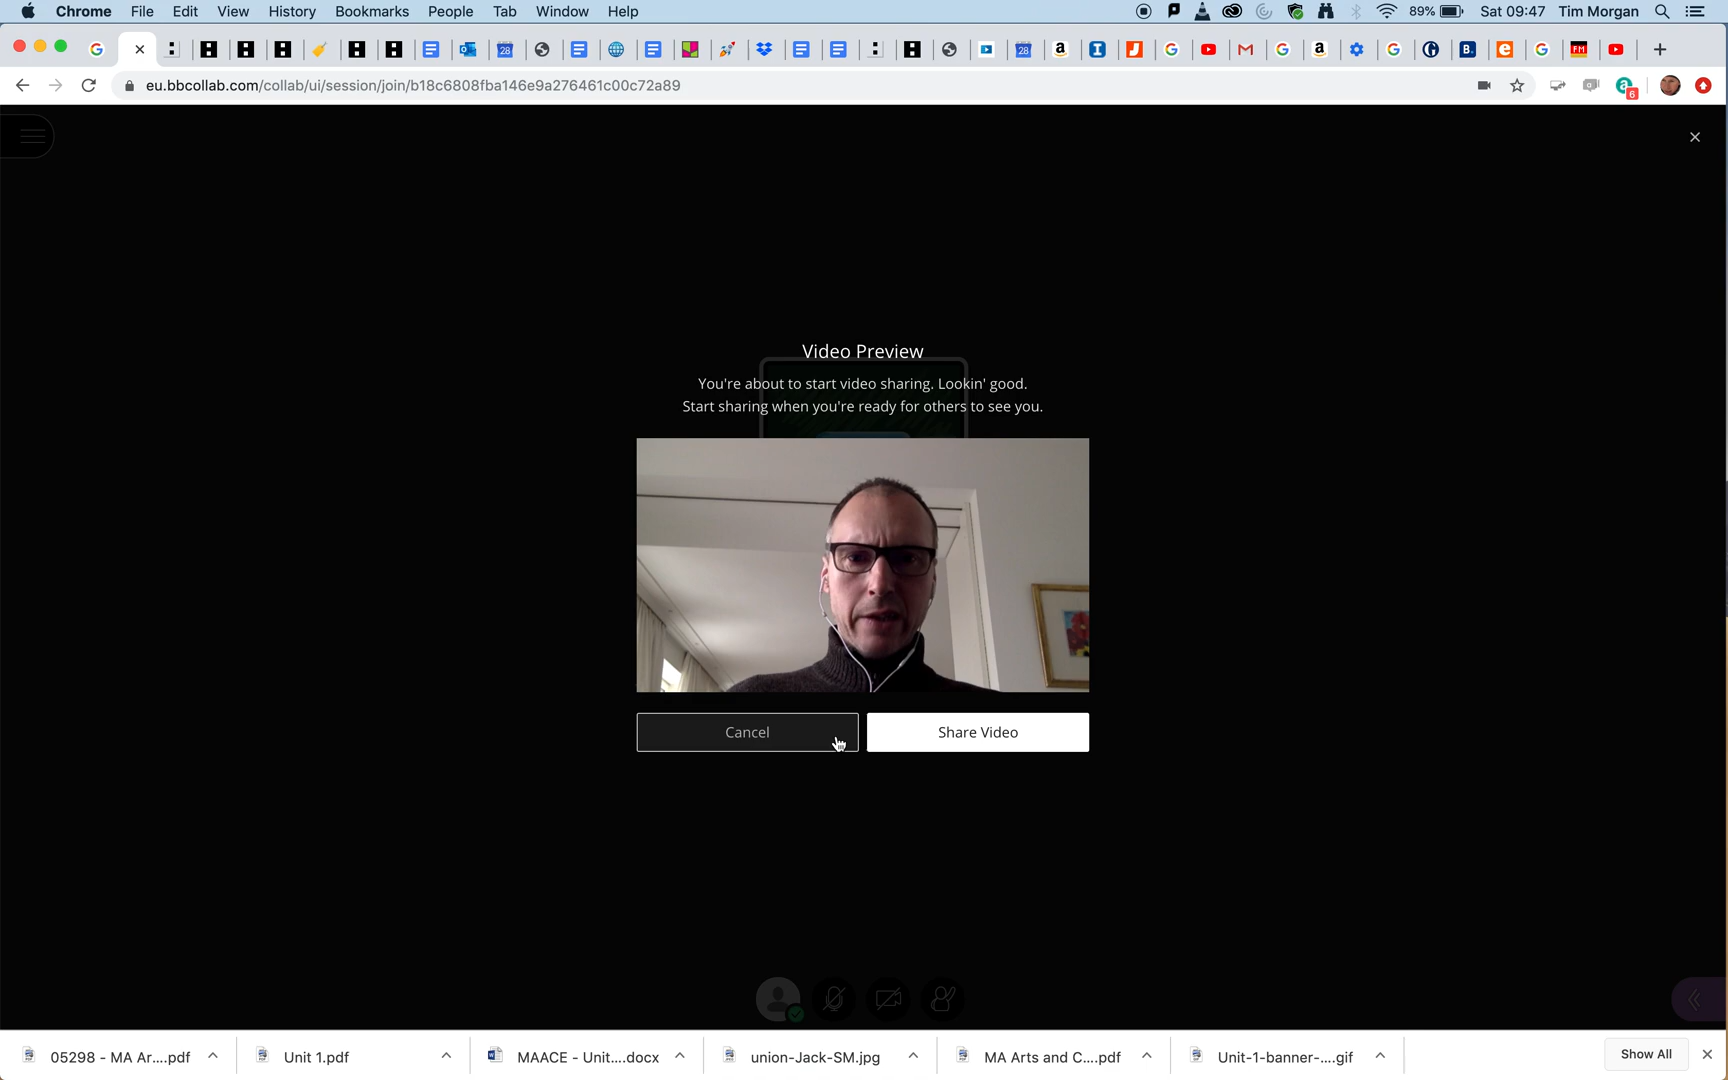 Chrome File Edit View History Bookmarks People Tab Window Help 89% Sat 09:47 Tim Morgan
eu.bbcollab.com/collab/ui/session/join/b18c6808fba146e9a276461c00c72a89
6
Video Preview
You're about to start video sharing. Lookin' good.
Start sharing when you're ready for others to see you.
Cancel Share Video
05298 - MA Ar....pdf Unit 1.pdf MAACE - Unit....docx union-Jack-SM.jpg MA Arts and C....pdf Unit-1-banner-....gif Show All